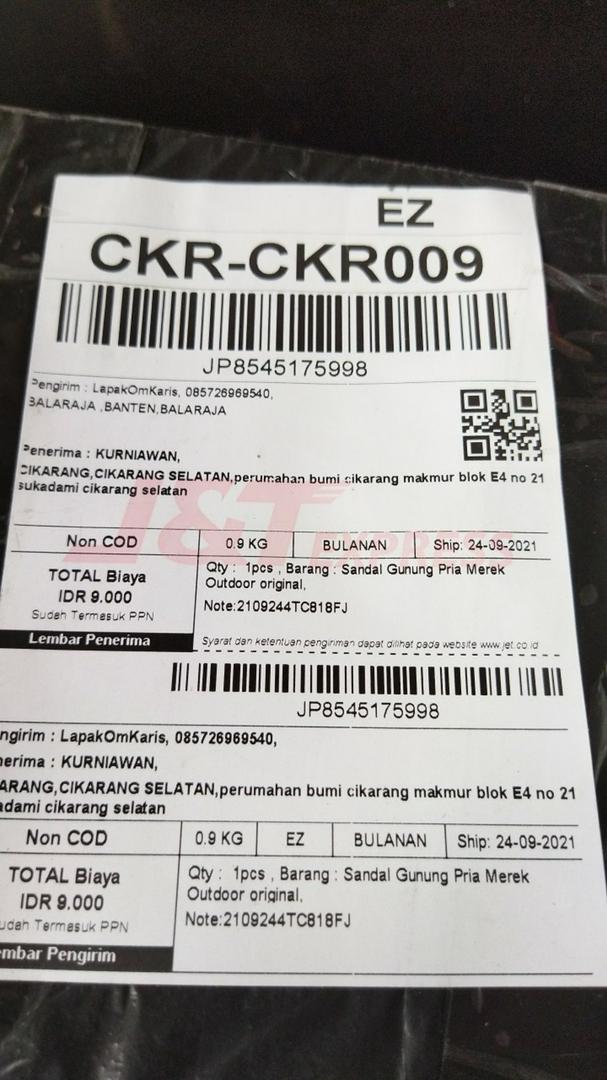 EZ
CKR-CKR009
JP8545175998
Pengirim : LapakOmKaris, 085726969540,
BALARAJA ,BANTEN,BALARAJA
Penerima : KURNIAWAN,
CIKARANG,CIKARANG SELATAN,perumahan bumi cikarang makmur blok E4 no 21
sukadami cikarang selatan
J&T EXPRESS
Non COD 0.9 KG BULANAN Ship: 24-09-2021
TOTAL Biaya
IDR 9.000
Sudah Termasuk PPN
Lembar Penerima
Qty : 1pcs , Barang : Sandal Gunung Pria Merek
Outdoor original,
Note:2109244TC818FJ
Syarat dan ketentuan pengiriman dapat dilihat pada website www.jet.co.id
JP8545175998
ngirim : LapakOmKaris, 085726969540,
nerima : KURNIAWAN,
ARANG,CIKARANG SELATAN,perumahan bumi cikarang makmur blok E4 no 21
adami cikarang selatan
Non COD 0.9 KG EZ BULANAN Ship: 24-09-2021
TOTAL Biaya
IDR 9.000
udah Termasuk PPN
mbar Pengirim
Qty : 1pcs , Barang : Sandal Gunung Pria Merek
Outdoor original,
Note:2109244TC818FJ